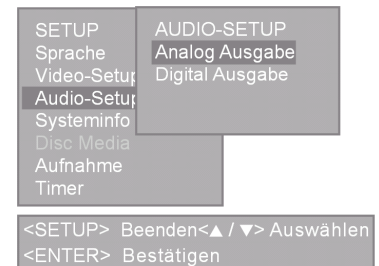 SETUP
Sprache
Video-Setup
Audio-Setup
Systeminfo
Disc Media
Aufnahme
Timer
AUDIO-SETUP
Analog Ausgabe
Digital Ausgabe
<SETUP> Beenden<▲ / ▼> Auswählen
<ENTER> Bestätigen